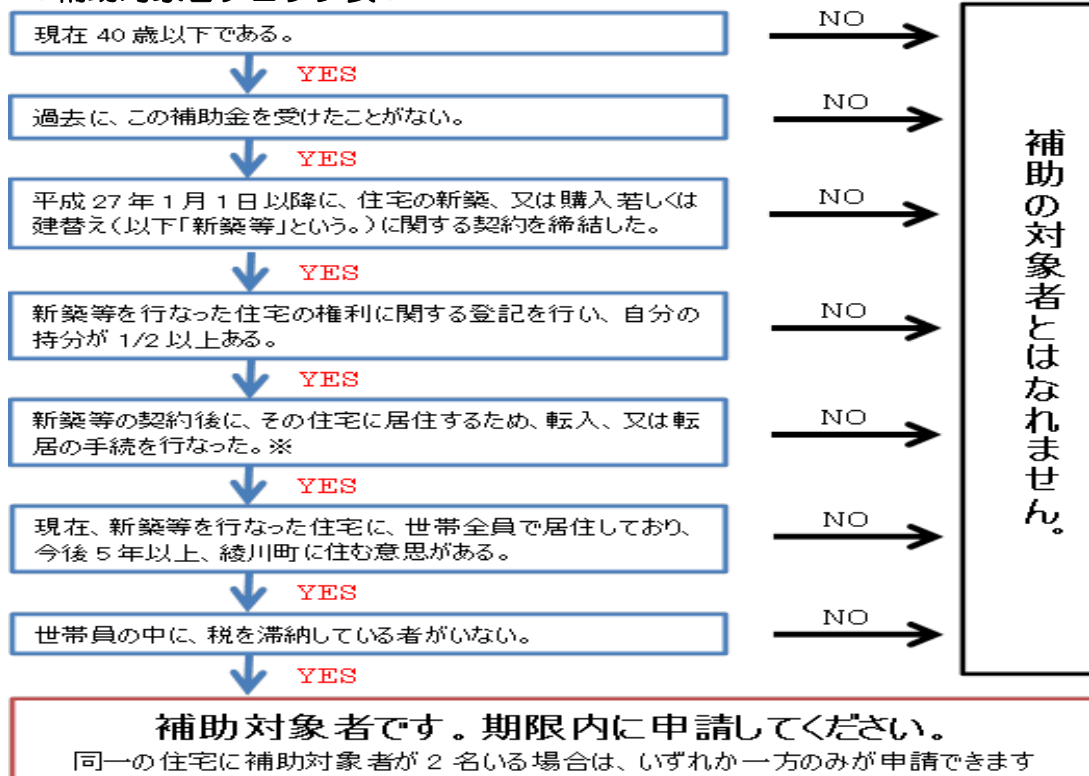 補助対象者チェック表
現在 40 歳以下である。
NO
YES
過去に、この補助金を受けたことがない。
NO
YES
平成 27 年 1 月 1 日以降に、住宅の新築、又は購入若しくは
建替え(以下「新築等」という。)に関する契約を締結した。
NO
YES
新築等を行なった住宅の権利に関する登記を行い、自分の
持分が 1/2 以上ある。
NO
YES
新築等の契約後に、その住宅に居住するため、転入、又は転
居の手続を行なった。※
NO
YES
現在、新築等を行なった住宅に、世帯全員で居住しており、
今後 5 年以上、綾川町に住む意思がある。
NO
YES
世帯員の中に、税を滞納している者がいない。
NO
YES
補助の対象者とはなれません。
補助対象者です。期限内に申請してください。
同一の住宅に補助対象者が 2 名いる場合は、いずれか一方のみが申請できます